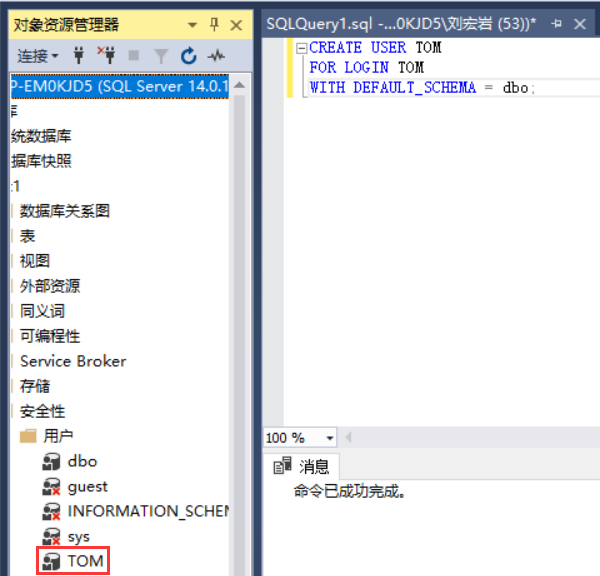 对象资源管理器
连接
P-EM0KJD5 (SQL Server 14.0.1
库
统数据库
据库快照
:1
数据库关系图
表
视图
外部资源
同义词
可编程性
Service Broker
存储
安全性
用户
dbo
guest
INFORMATION_SCHEM
sys
TOM
SQLQuery1.sql -...0KJD5\刘宏岩 (53))*
CREATE USER TOM
FOR LOGIN TOM
WITH DEFAULT_SCHEMA = dbo;
100 %
消息
命令已成功完成。